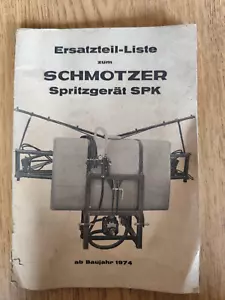 Ersatzteil-Liste
zum
SCHMOTZER
Spritzgerät SPK
ab Baujahr 1974